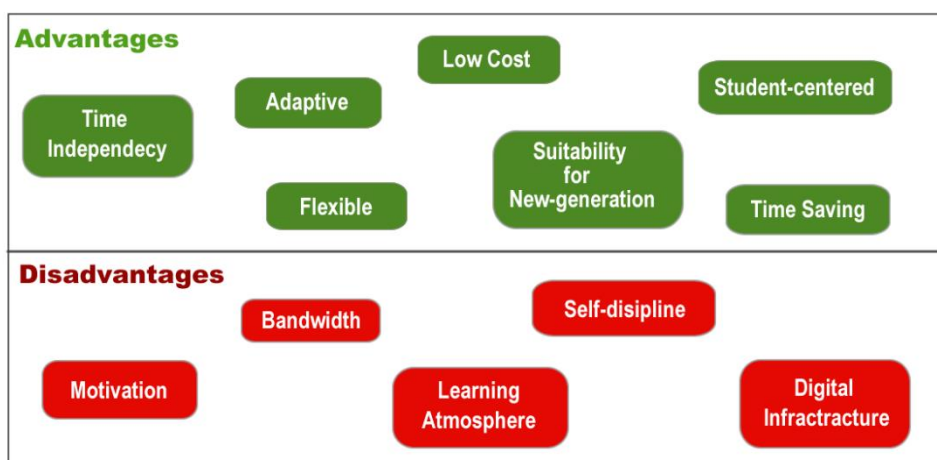 Advantages
Low Cost
Student-centered
Adaptive
Time
Independecy
Suitability
for
New-generation
Flexible
Time Saving
Disadvantages
Self-disipline
Bandwidth
Motivation
Learning
Atmosphere
Digital
Infractracture